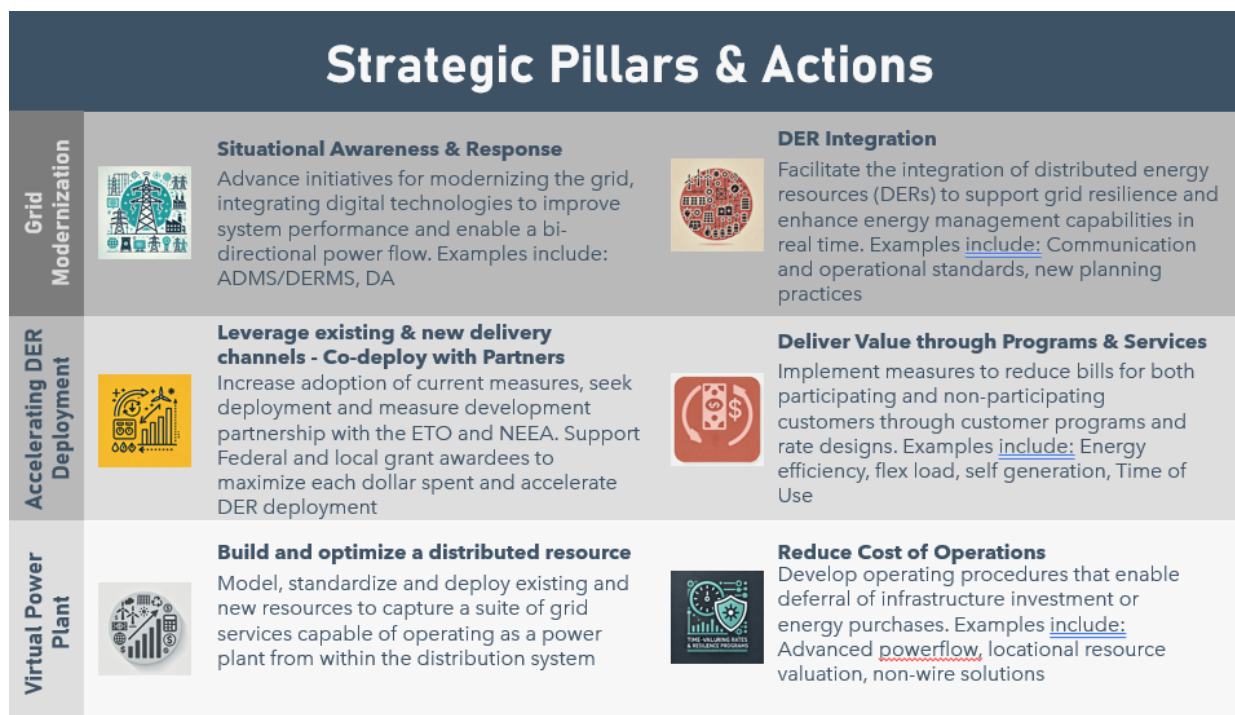 Strategic Pillars & Actions
Grid
Modernization
Situational Awareness & Response
Advance initiatives for modernizing the grid,
integrating digital technologies to improve
system performance and enable a bi-
directional power flow. Examples include:
ADMS/DERMS, DA
DER Integration
Facilitate the integration of distributed energy
resources (DERs) to support grid resilience and
enhance energy management capabilities in
real time. Examples include: Communication
and operational standards, new planning
practices
Accelerating DER
Deployment
Leverage existing & new delivery
channels - Co-deploy with Partners
Increase adoption of current measures, seek
deployment and measure development
partnership with the ETO and NEEA. Support
Federal and local grant awardees to
maximize each dollar spent and accelerate
DER deployment
Deliver Value through Programs & Services
Implement measures to reduce bills for both
participating and non-participating
customers through customer programs and
rate designs. Examples include: Energy
efficiency, flex load, self generation, Time of
Use
Virtual Power
Plant
Build and optimize a distributed resource
Model, standardize and deploy existing and
new resources to capture a suite of grid
services capable of operating as a power
plant from within the distribution system
TIME-VALURING RATES
& RESILENCE PROGRAMS
Reduce Cost of Operations
Develop operating procedures that enable
deferral of infrastructure investment or
energy purchases. Examples include:
Advanced powerflow, locational resource
valuation, non-wire solutions